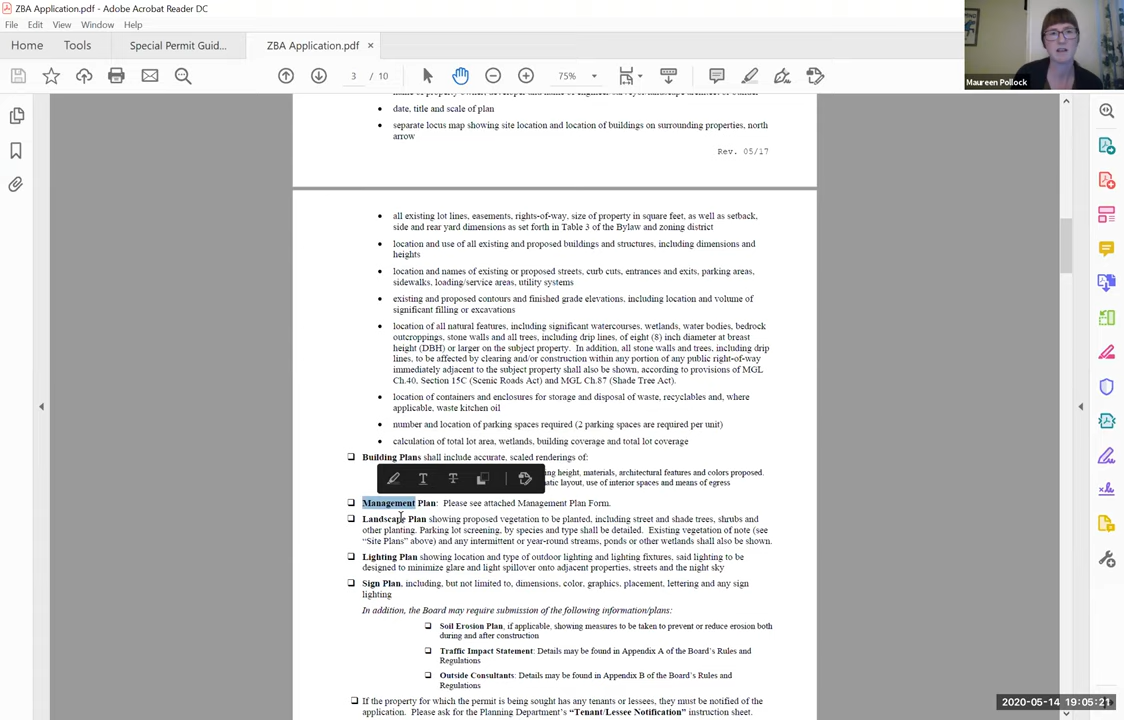 ZBA Application.pdf - Adobe Acrobat Reader DC
File Edit View Window Help
Home Tools Special Permit Guid... ZBA Application.pdf ×
3 / 10 75%
Maureen Pollock
date, title and scale of plan
separate locus map showing site location and location of buildings on surrounding properties, north
arrow
Rev. 05/17
all existing lot lines, easements, rights-of-way, size of property in square feet, as well as setback,
side and rear yard dimensions as set forth in Table 3 of the Bylaw and zoning district
location and use of all existing and proposed buildings and structures, including dimensions and
heights
location and names of existing or proposed streets, curb cuts, entrances and exits, parking areas,
sidewalks, loading/service areas, utility systems
existing and proposed contours and finished grade elevations, including location and volume of
significant filling or excavations
location of all natural features, including significant watercourses, wetlands, water bodies, bedrock
outcroppings, stone walls and all trees, including drip lines, of eight (8) inch diameter at breast
height (DBH) or larger on the subject property. In addition, all stone walls and trees, including drip
lines, to be affected by clearing and/or construction within any portion of any public right-of-way
immediately adjacent to the subject property shall also be shown, according to provisions of MGL
Ch.40, Section 15C (Scenic Roads Act) and MGL Ch.87 (Shade Tree Act).
location of containers and enclosures for storage and disposal of waste, recyclables and, where
applicable, waste kitchen oil
number and location of parking spaces required (2 parking spaces are required per unit)
calculation of total lot area, wetlands, building coverage and total lot coverage
Building Plans shall include accurate, scaled renderings of:
height, materials, architectural features and colors proposed.
layout, use of interior spaces and means of egress
Management Plan: Please see attached Management Plan Form.
Landscape Plan showing proposed vegetation to be planted, including street and shade trees, shrubs and
other planting. Parking lot screening, by species and type shall be detailed. Existing vegetation of note (see
“Site Plans” above) and any intermittent or year-round streams, ponds or other wetlands shall also be shown.
Lighting Plan showing location and type of outdoor lighting and lighting fixtures, said lighting to be
designed to minimize glare and light spillover onto adjacent properties, streets and the night sky
Sign Plan, including, but not limited to, dimensions, color, graphics, placement, lettering and any sign
lighting
In addition, the Board may require submission of the following information/plans:
Soil Erosion Plan, if applicable, showing measures to be taken to prevent or reduce erosion both
during and after construction
Traffic Impact Statement: Details may be found in Appendix A of the Board's Rules and
Regulations
Outside Consultants: Details may be found in Appendix B of the Board's Rules and
Regulations
If the property for which the permit is being sought has any tenants or lessees, they must be notified of the
application. Please ask for the Planning Department's “Tenant/Lessee Notification” instruction sheet.
2020-05-14 19:05:21